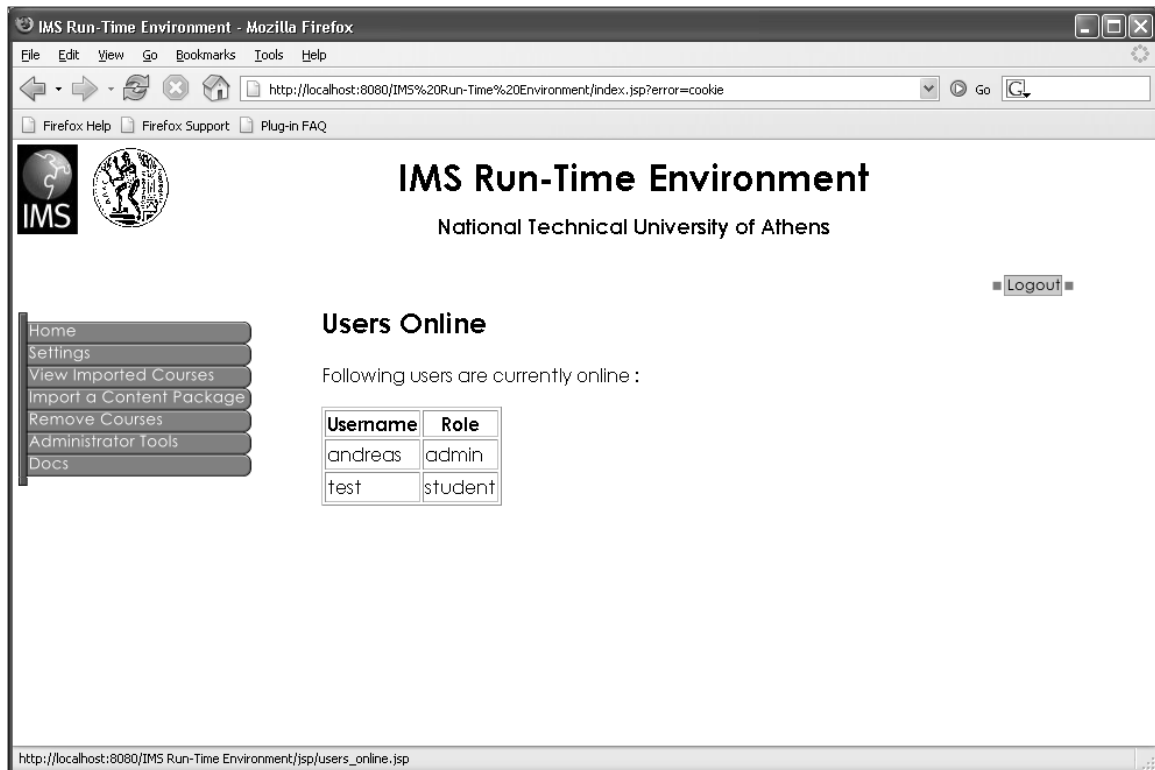 IMS Run-Time Environment - Mozilla Firefox
File Edit View Go Bookmarks Tools Help
http://localhost:8080/IMS%20Run-Time%20Environment/index.jsp?error=cookie Go G
Firefox Help Firefox Support Plug-in FAQ
IMS
IMS Run-Time Environment
National Technical University of Athens
Logout
Home
Settings
View Imported Courses
Import a Content Package
Remove Courses
Administrator Tools
Docs
Users Online
Following users are currently online :
Username Role
andreas admin
test student
http://localhost:8080/IMS Run-Time Environment/jsp/users_online.jsp